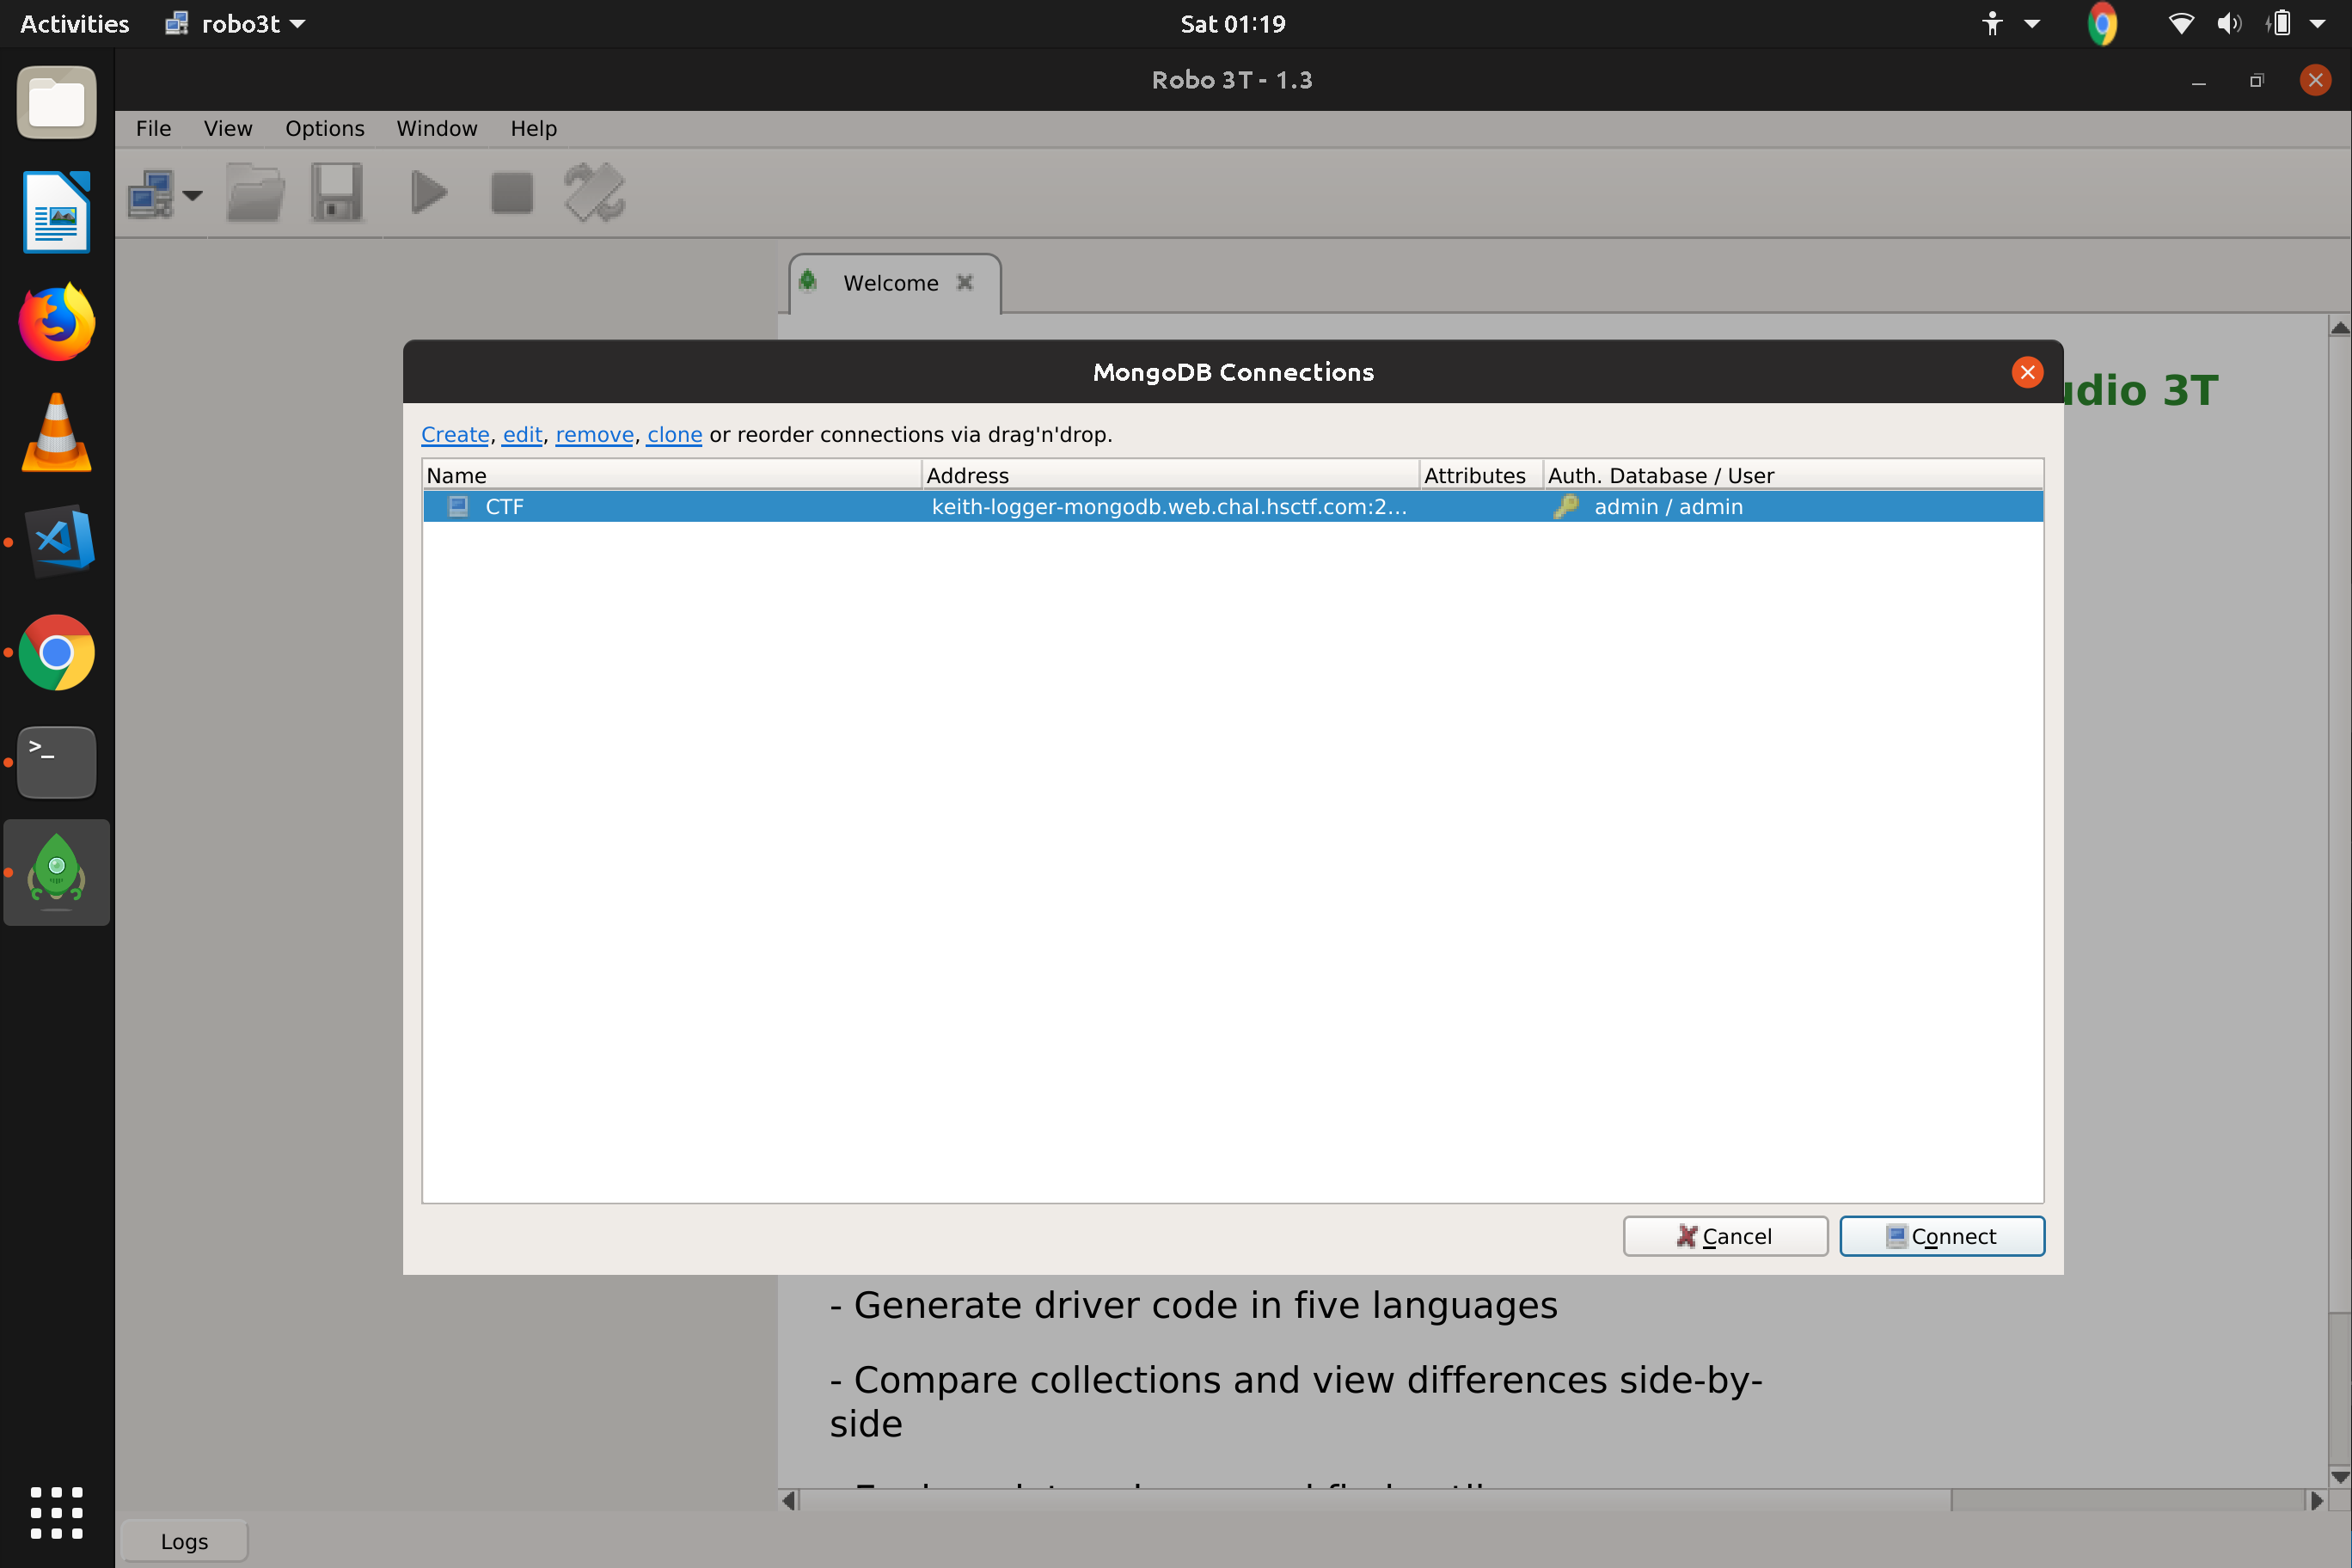 Activities robo3t Sat 01:19
Robo 3T - 1.3
File View Options Window Help
Welcome
udio 3T
MongoDB Connections
Create, edit, remove, clone or reorder connections via drag'n'drop.
Name Address Attributes Auth. Database / User
CTF keith-logger-mongodb.web.chal.hsctf.com:2... admin / admin
>_
Cancel Connect
- Generate driver code in five languages
- Compare collections and view differences side-by-
side
Logs